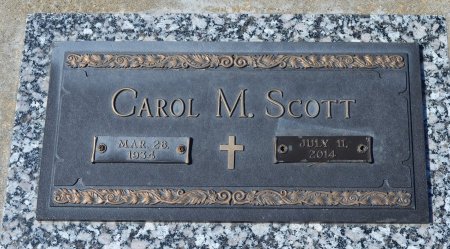 CAROL M. SCOTT
MAR. 28, 1934
JULY 11, 2014